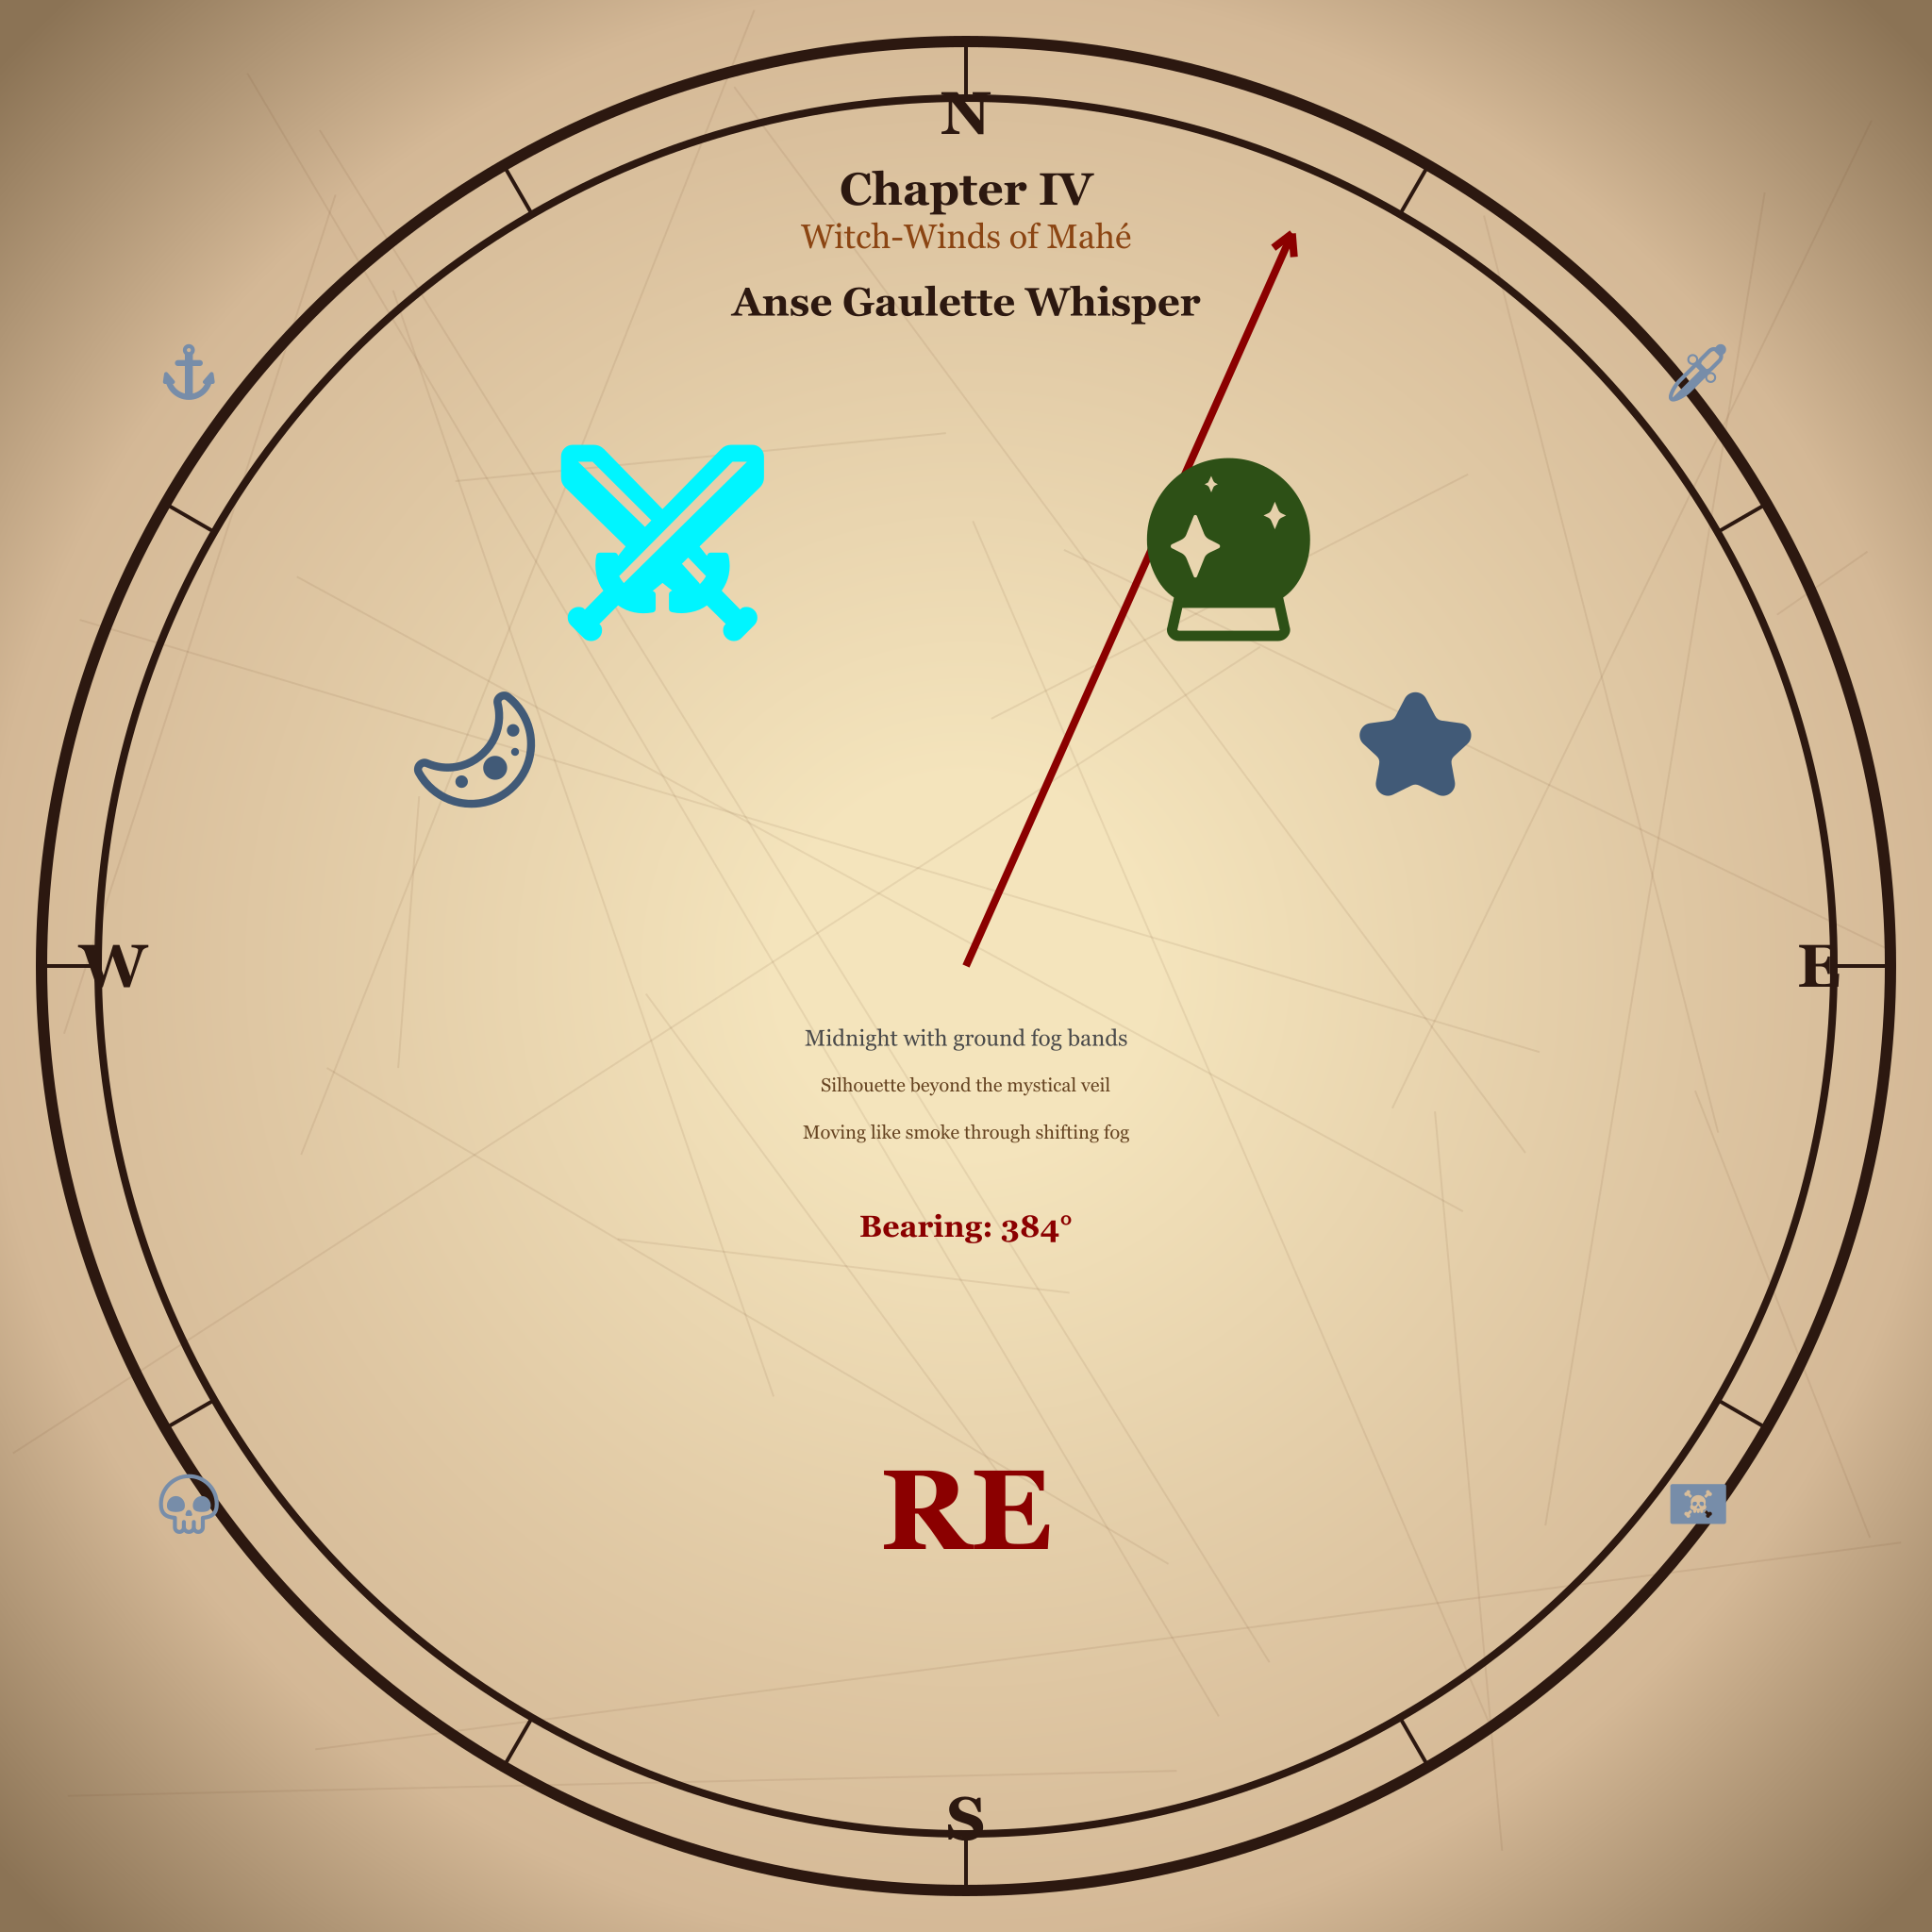 N
Chapter IV
Witch-Winds of Mahé
Anse Gaulette Whisper
W
E
Midnight with ground fog bands
Silhouette beyond the mystical veil
Moving like smoke through shifting fog
Bearing: 384°
RE
S